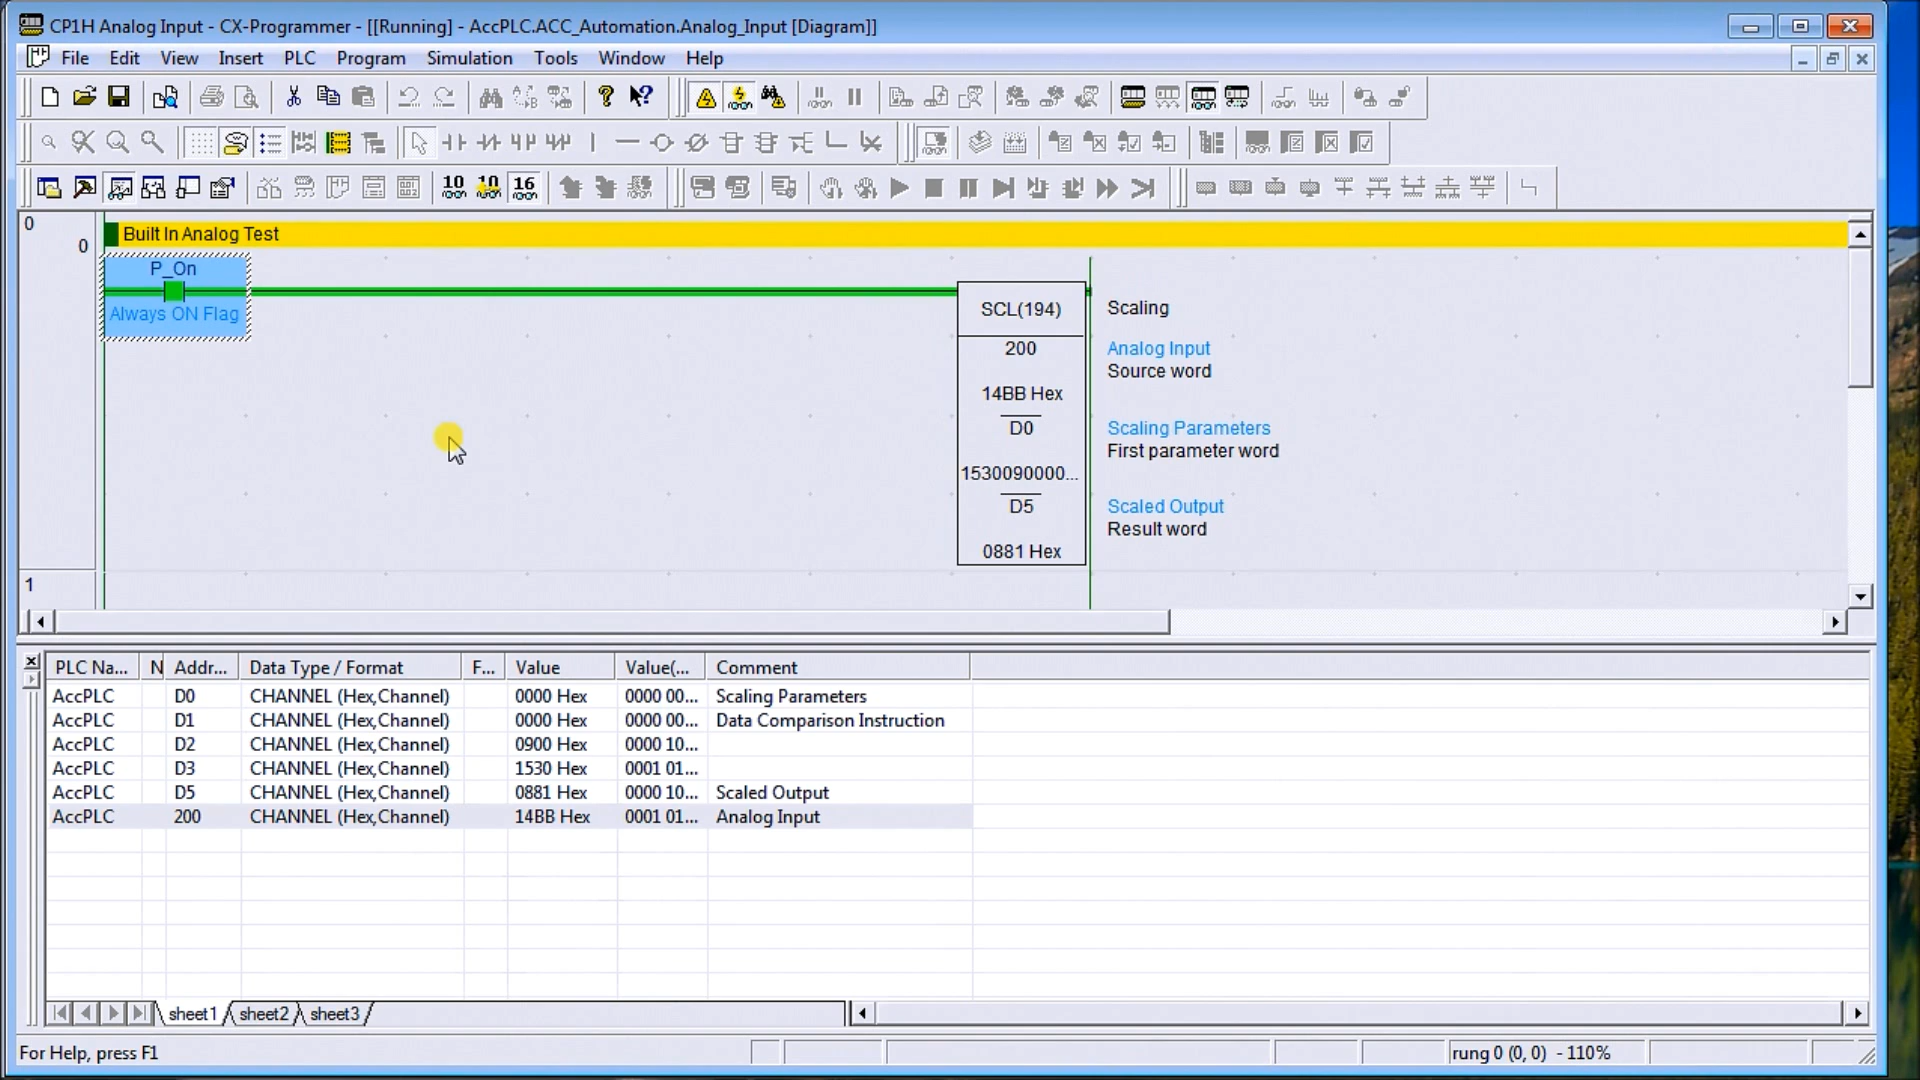 CP1H Analog Input - CX-Programmer - [[Running] - AccPLC.ACC_Automation.Analog_Input [Diagram]]
File Edit View Insert PLC Program Simulation Tools Window Help
10 10 16
0
0
Built In Analog Test
P_On
Always ON Flag
SCL(194)
Scaling
200
Analog Input
Source word
14BB Hex
D0
Scaling Parameters
First parameter word
1530090000...
D5
Scaled Output
Result word
0881 Hex
1
PLC Na... N Addr... Data Type / Format F... Value Value(... Comment
AccPLC D0 CHANNEL (Hex,Channel) 0000 Hex 0000 00... Scaling Parameters
AccPLC D1 CHANNEL (Hex,Channel) 0000 Hex 0000 00... Data Comparison Instruction
AccPLC D2 CHANNEL (Hex,Channel) 0900 Hex 0000 10...
AccPLC D3 CHANNEL (Hex,Channel) 1530 Hex 0001 01...
AccPLC D5 CHANNEL (Hex,Channel) 0881 Hex 0000 10... Scaled Output
AccPLC 200 CHANNEL (Hex,Channel) 14BB Hex 0001 01... Analog Input
sheet1 sheet2 sheet3
For Help, press F1
rung 0 (0, 0) - 110%